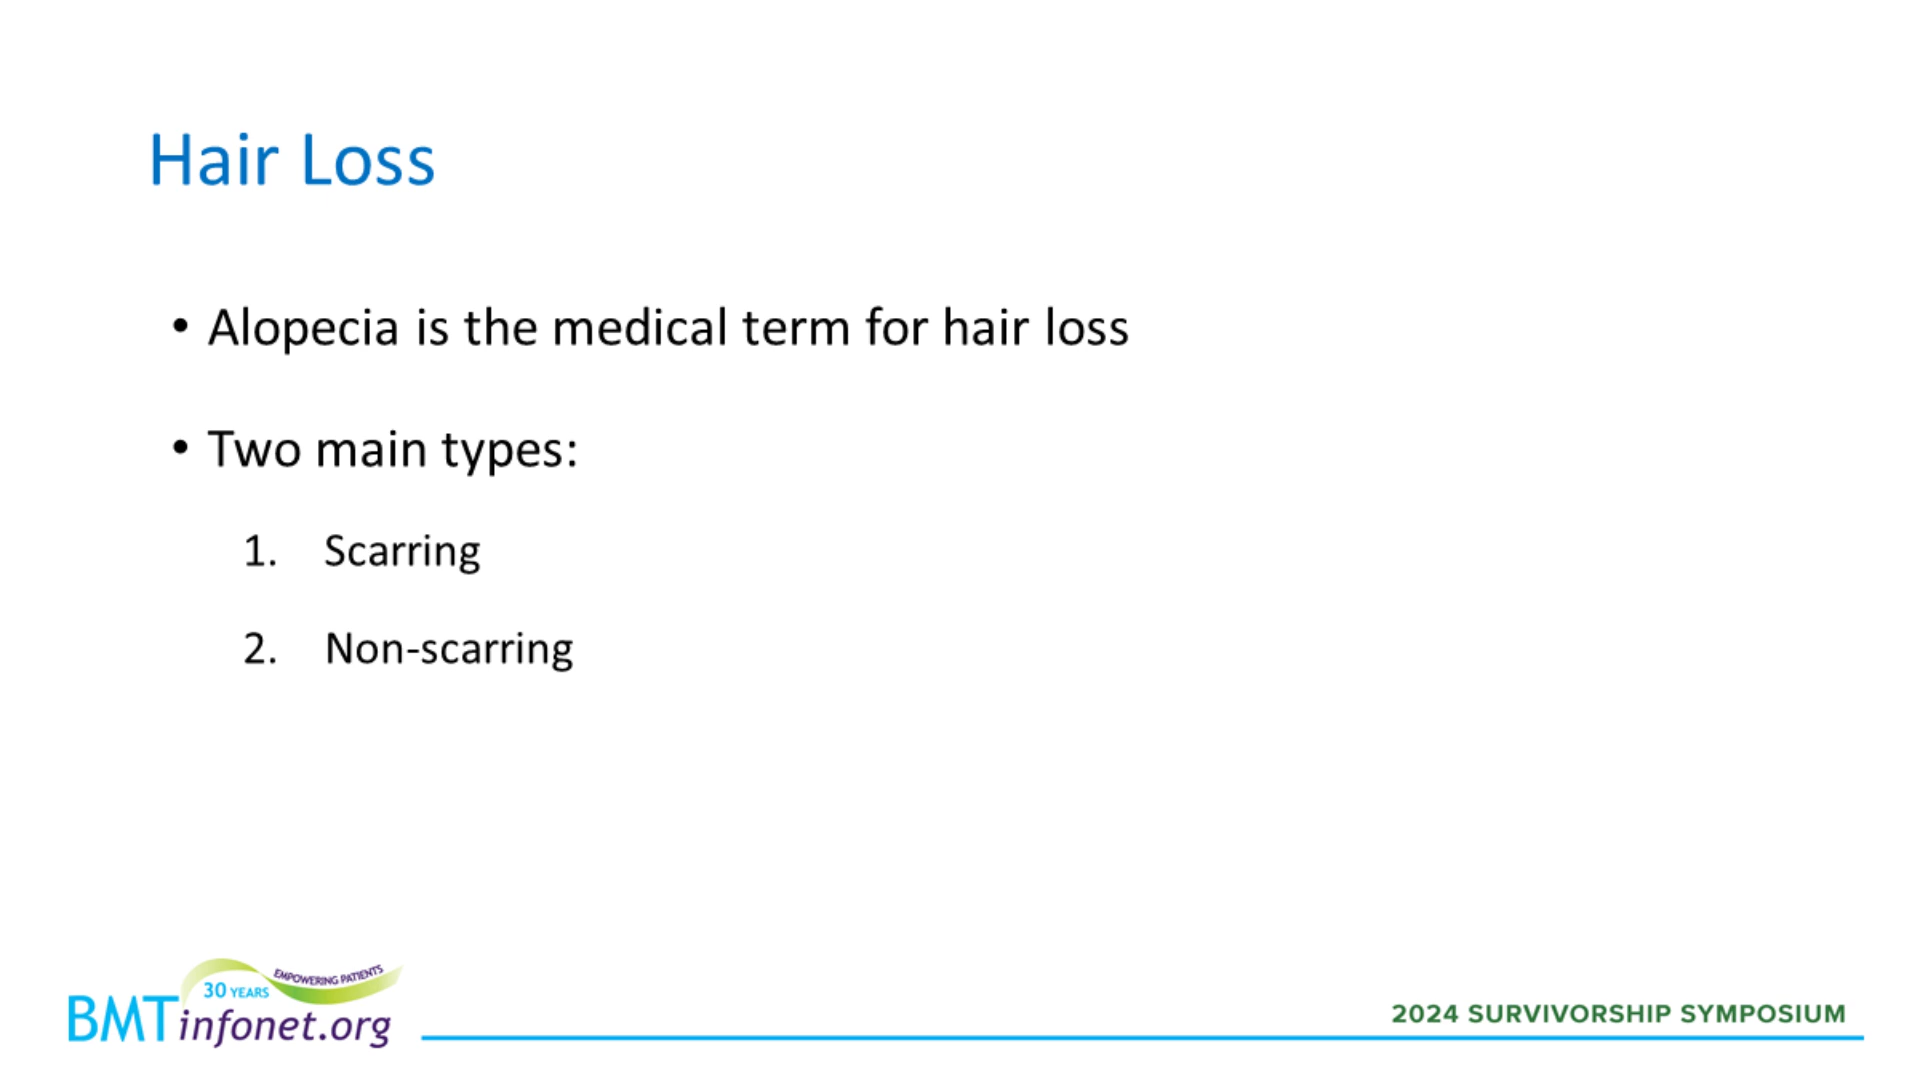 Hair Loss
• Alopecia is the medical term for hair loss
• Two main types:
1. Scarring
2. Non-scarring
EMPOWERING PATIENTS
30 YEARS
BMTinfonet.org
2024 SURVIVORSHIP SYMPOSIUM